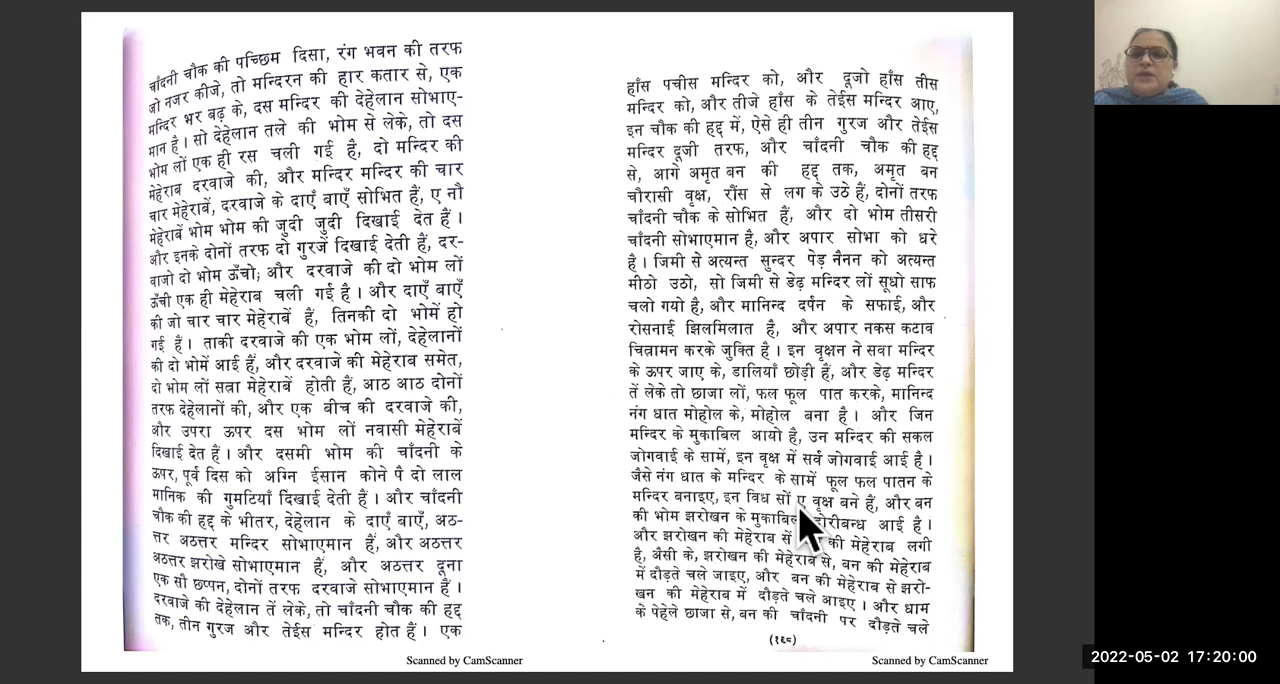 चाँदनी चौक की पच्छिम दिसा, रंग भवन की तरफ
जो नजर कीजे, तो मन्दिरन की हार कतार से, एक
मन्दिर भर बढ़ के, दस मन्दिर की देहेलान सोभाए-
मान है। सो देहेलान तले की भोम से लेके, तो दस
भोम लों एक ही रस चली गई है, दो मन्दिर की
मेहेराब दरवाजे की, और मन्दिर मन्दिर की चार
चार मेहेराबें, दरवाजे के दाएँ बाएँ सोभित हैं, ए नौ
मेहेराबें भोम भोम की जुदी जुदी दिखाई देत हैं।
और इनके दोनों तरफ दो गुरजें दिखाई देती हैं, दर-
वाजो दो भोम ऊँचो; और दरवाजे की दो भोम लों
ऊँची एक ही मेहेराब चली गई है। और दाएँ बाएँ
की जो चार चार मेहेराबें हैं, तिनकी दो भोमें हो
गई हैं। ताकी दरवाजे की एक भोम लों, देहेलानों
की दो भोमें आई हैं, और दरवाजे की मेहेराब समेत,
दो भोम लों सत्रा मेहेराबें होती हैं, आठ आठ दोनों
तरफ देहेलानों की, और एक बीच की दरवाजे की,
और उपरा ऊपर दस भोम लों नवासी मेहेराबें
दिखाई देत हैं। और दसमी भोम की चाँदनी के
ऊपर, पूर्व दिस को अग्नि ईसान कोने पै दो लाल
मानिक की गुमटियाँ दिखाई देती हैं। और चाँदनी
चौक की हद्द के भीतर, देहेलान के दाएँ बाएँ, अठ-
त्तर अठत्तर मन्दिर सोभाएमान हैं, और अठत्तर
अठत्तर झरोखे सोभाएमान हैं, और अठत्तर दूना
एक सौ छप्पन, दोनों तरफ दरवाजे सोभाएमान हैं।
दरवाजे की देहेलान तें लेके, तो चाँदनी चौक की हद्द
तक, तीन गुरज और तेईस मन्दिर होत हैं। एक
Scanned by CamScanner
हाँस पचीस मन्दिर को, और दूजो हाँस तीस
मन्दिर को, और तीजे हाँस के तेईस मन्दिर आए,
इन चौक की हद्द में, ऐसे ही तीन गुरज और तेईस
मन्दिर दूजी तरफ, और चाँदनी चौक की हद्द
से, आगे अमृत बन की हद्द तक, अमृत बन
चौरासी वृक्ष, रौंस से लग के उठे हैं, दोनों तरफ
चाँदनी चौक के सोभित हैं, और दो भोम तीसरी
चाँदनी सोभाएमान है, और अपार सोभा को धरे
है। जिमी से अत्यन्त सुन्दर पेड़ नैनन को अत्यन्त
मीठो उठो, सो जिमी से डेढ़ मन्दिर लों सूधो साफ
चलो गयो है, और मानिन्द दर्पन के सफाई, और
रोसनाई झिलमिलात है, और अपार नकस कटाव
चित्रामन करके जुक्ति है। इन वृक्षन ने सवा मन्दिर
के ऊपर जाए के, डालियाँ छोड़ी हैं, और डेढ़ मन्दिर
तें लेके तो छाजा लों, फल फूल पात करके, मानिन्द
नंग धात मोहोल के, मोहोल बना है। और जिन
मन्दिर के मुकाबिल आयो है, उन मन्दिर की सकल
जोगवाई के सामें, इन वृक्ष में सर्व जोगवाई आई है।
जैसे नंग धात के मन्दिर के सामें फूल फल पातन के
मन्दिर बनाइए, इन विध सों ए वृक्ष बने हैं, और बन
की भोम झरोखन के मुकाबिल डोरीबन्ध आई है।
और झरोखन की मेहेराब सें की मेहेराब लगी
है, अैसी के, झरोखन की मेहेराब से, बन की मेहेराब
में दौड़ते चले जाइए, और बन की मेहेराब से झरो-
खन की मेहेराब में दौड़ते चले आइए। और धाम
के पेहेले छाजा से, बन की चाँदनी पर दौड़ते चले
(१६८)
Scanned by CamScanner
2022-05-02 17:20:00